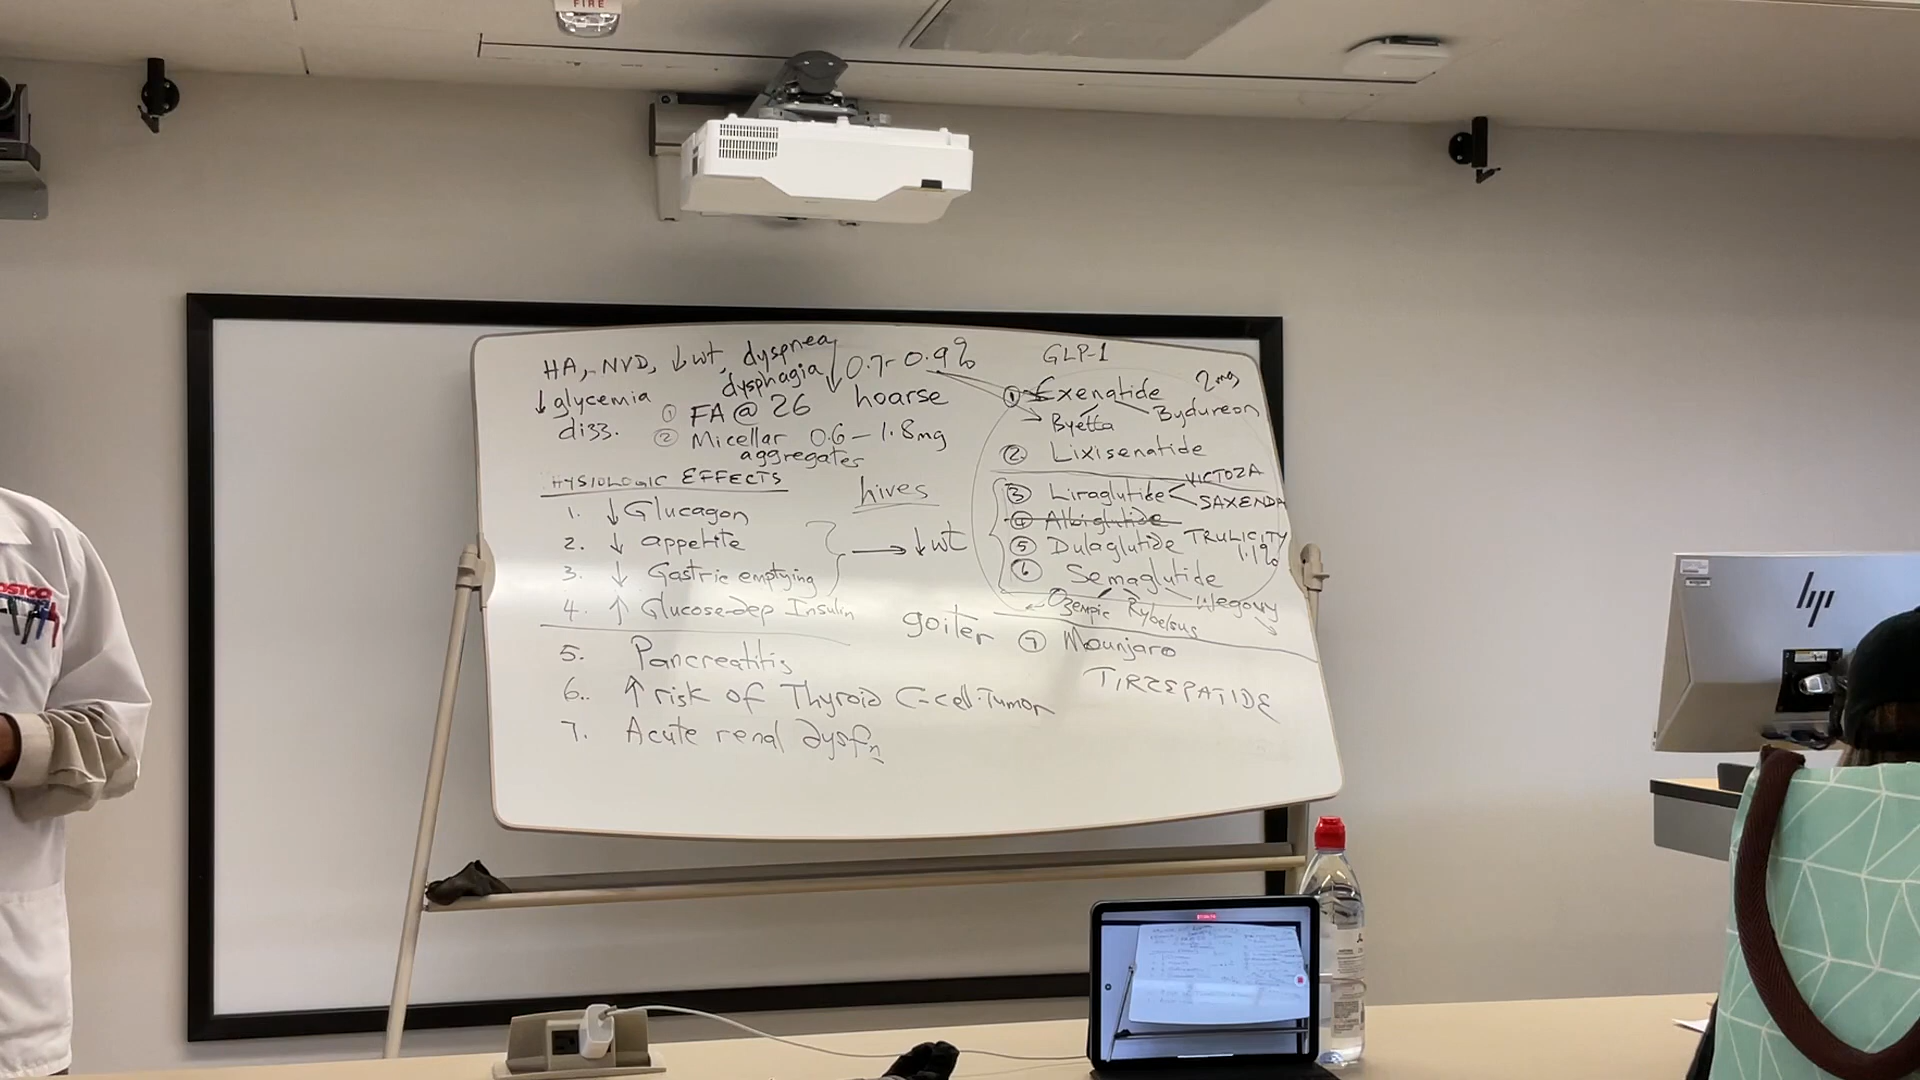 FIRE
HA, NVD, ↓wt, dyspnea
dysphagia
↓ 0.7-0.9%
↓glycemia
dizz.
① FA @ 26
hoarse
② Micellar 0.6-1.8mg
aggregates
HYSIOLOGIC EFFECTS
1. ↓ Glucagon
2. ↓ appetite
3. ↓ Gastric emptying
4. ↑ Glucose-dep Insulin
→ ↓wt
hives
goiter
5. Pancreatitis
6. ↑ risk of Thyroid C-cell Tumor
7. Acute renal dysfn
GLP-1
① Exenatide
2mg
Byetta Bydureon
② Lixisenatide
③ Liraglutide VICTOZA
SAXENDA
④ Albiglutide
⑤ Dulaglutide TRULICITY
1.1%
⑥ Semaglutide
Ozempic Rybelsus Wegovy
⑦ Mounjaro
TIRZEPATIDE
hp